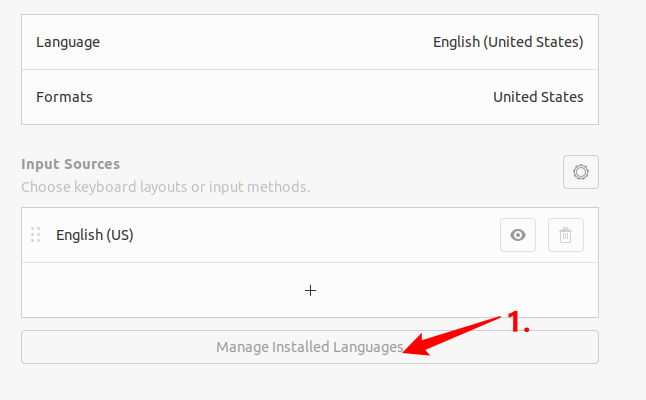 Language English (United States)
Formats United States
Input Sources
Choose keyboard layouts or input methods.
English (US)
1.
Manage Installed Languages